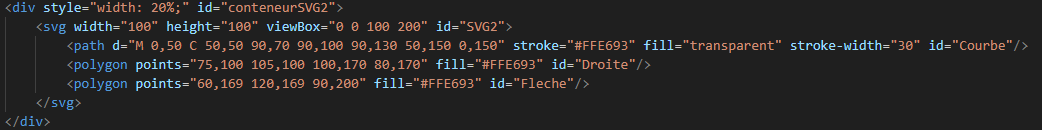 <div style="width: 20%;" id="conteneurSVG2">
<svg width="100" height="100" viewBox="0 0 100 200" id="SVG2">
<path d="M 0,50 C 50,50 90,70 90,100 90,130 50,150 0,150" stroke="#FFE693" fill="transparent" stroke-width="30" id="Courbe"/>
<polygon points="75,100 105,100 100,170 80,170" fill="#FFE693" id="Droite"/>
<polygon points="60,169 120,169 90,200" fill="#FFE693" id="Fleche"/>
</svg>
</div>